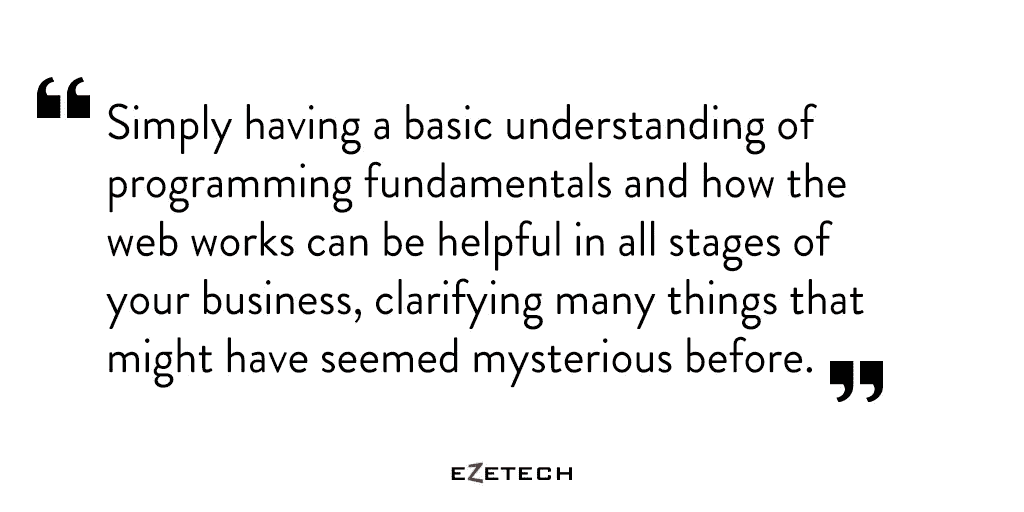 “ Simply having a basic understanding of
programming fundamentals and how the
web works can be helpful in all stages of
your business, clarifying many things that
might have seemed mysterious before. ”
EZETECH